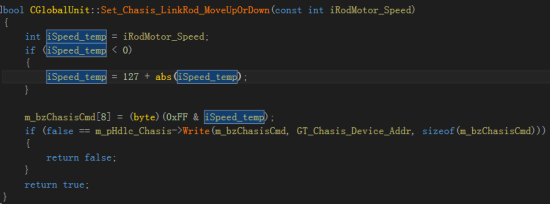 bool CGlobalUnit::Set_Chasis_LinkRod_MoveUpOrDown(const int iRodMotor_Speed)
{
int iSpeed_temp = iRodMotor_Speed;
if (iSpeed_temp < 0)
{
iSpeed_temp = 127 + abs(iSpeed_temp);
}
m_bzChasisCmd[8] = (byte)(0xFF & iSpeed_temp);
if (false == m_pHdlc_Chasis->Write(m_bzChasisCmd, GT_Chasis_Device_Addr, sizeof(m_bzChasisCmd)))
{
return false;
}
return true;
}